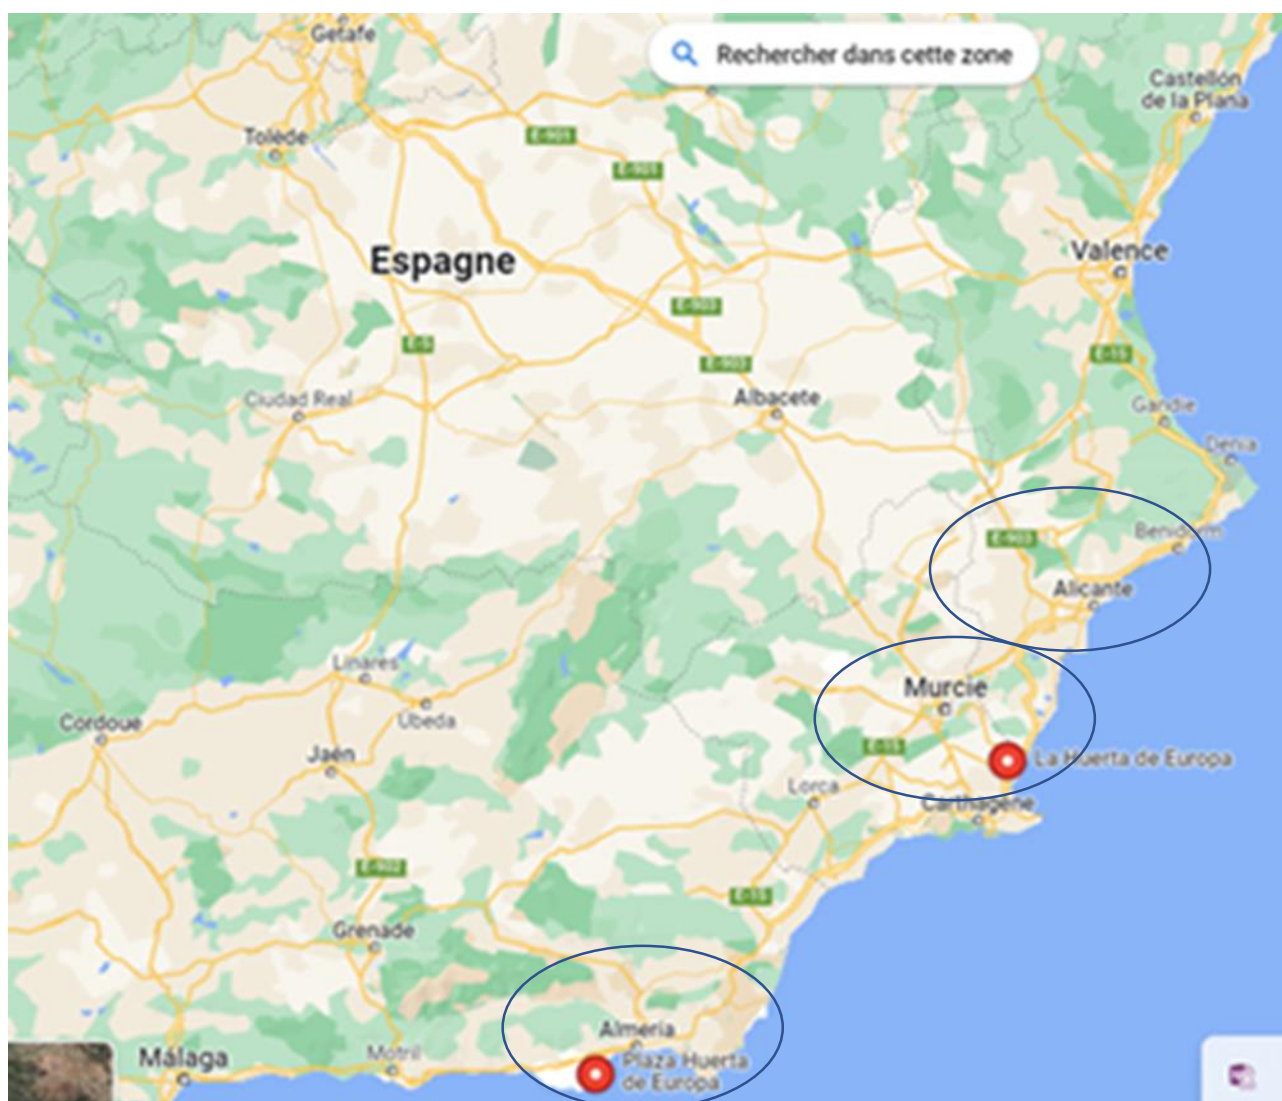 Getafe
Rechercher dans cette zone
Castellón
de la Plana
Tolède
E-901
E-901
Espagne
Valence
E-903
E-5
E-903
E-15
Ciudad Real
Albacete
Gandie
Dénia
E-903
Benidorm
Alicante
Linares
Murcie
Cordoue
Úbeda
Jaén
E-15
La Huerta de Europa
Lorca
Carthagène
E-902
E-15
Grenade
Almería
Málaga
Motril
Plaza Huerta
de Europa